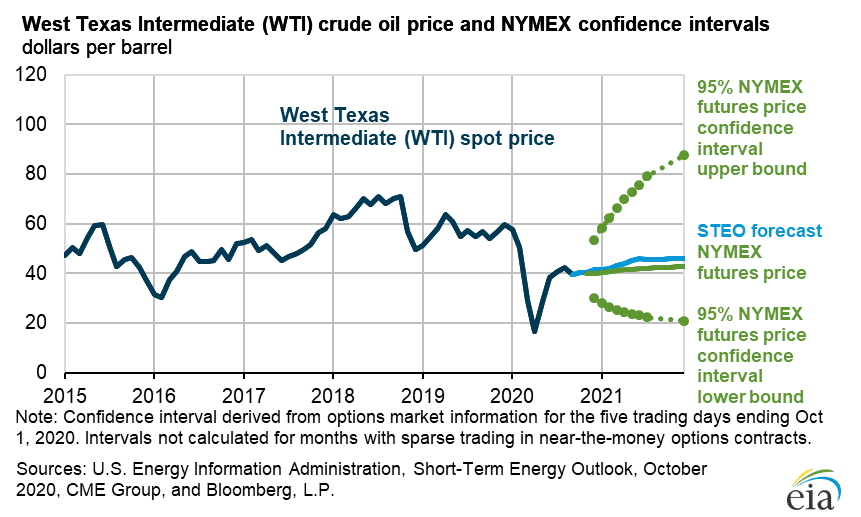 West Texas Intermediate (WTI) crude oil price and NYMEX confidence intervals
dollars per barrel
120
100
80
60
40
20
0
2015 2016 2017 2018 2019 2020 2021
West Texas
Intermediate (WTI) spot price
95% NYMEX
futures price
confidence
interval
upper bound
STEO forecast
NYMEX
futures price
95% NYMEX
futures price
confidence
interval
lower bound
Note: Confidence interval derived from options market information for the five trading days ending Oct
1, 2020. Intervals not calculated for months with sparse trading in near-the-money options contracts.
Sources: U.S. Energy Information Administration, Short-Term Energy Outlook, October
2020, CME Group, and Bloomberg, L.P.
eia